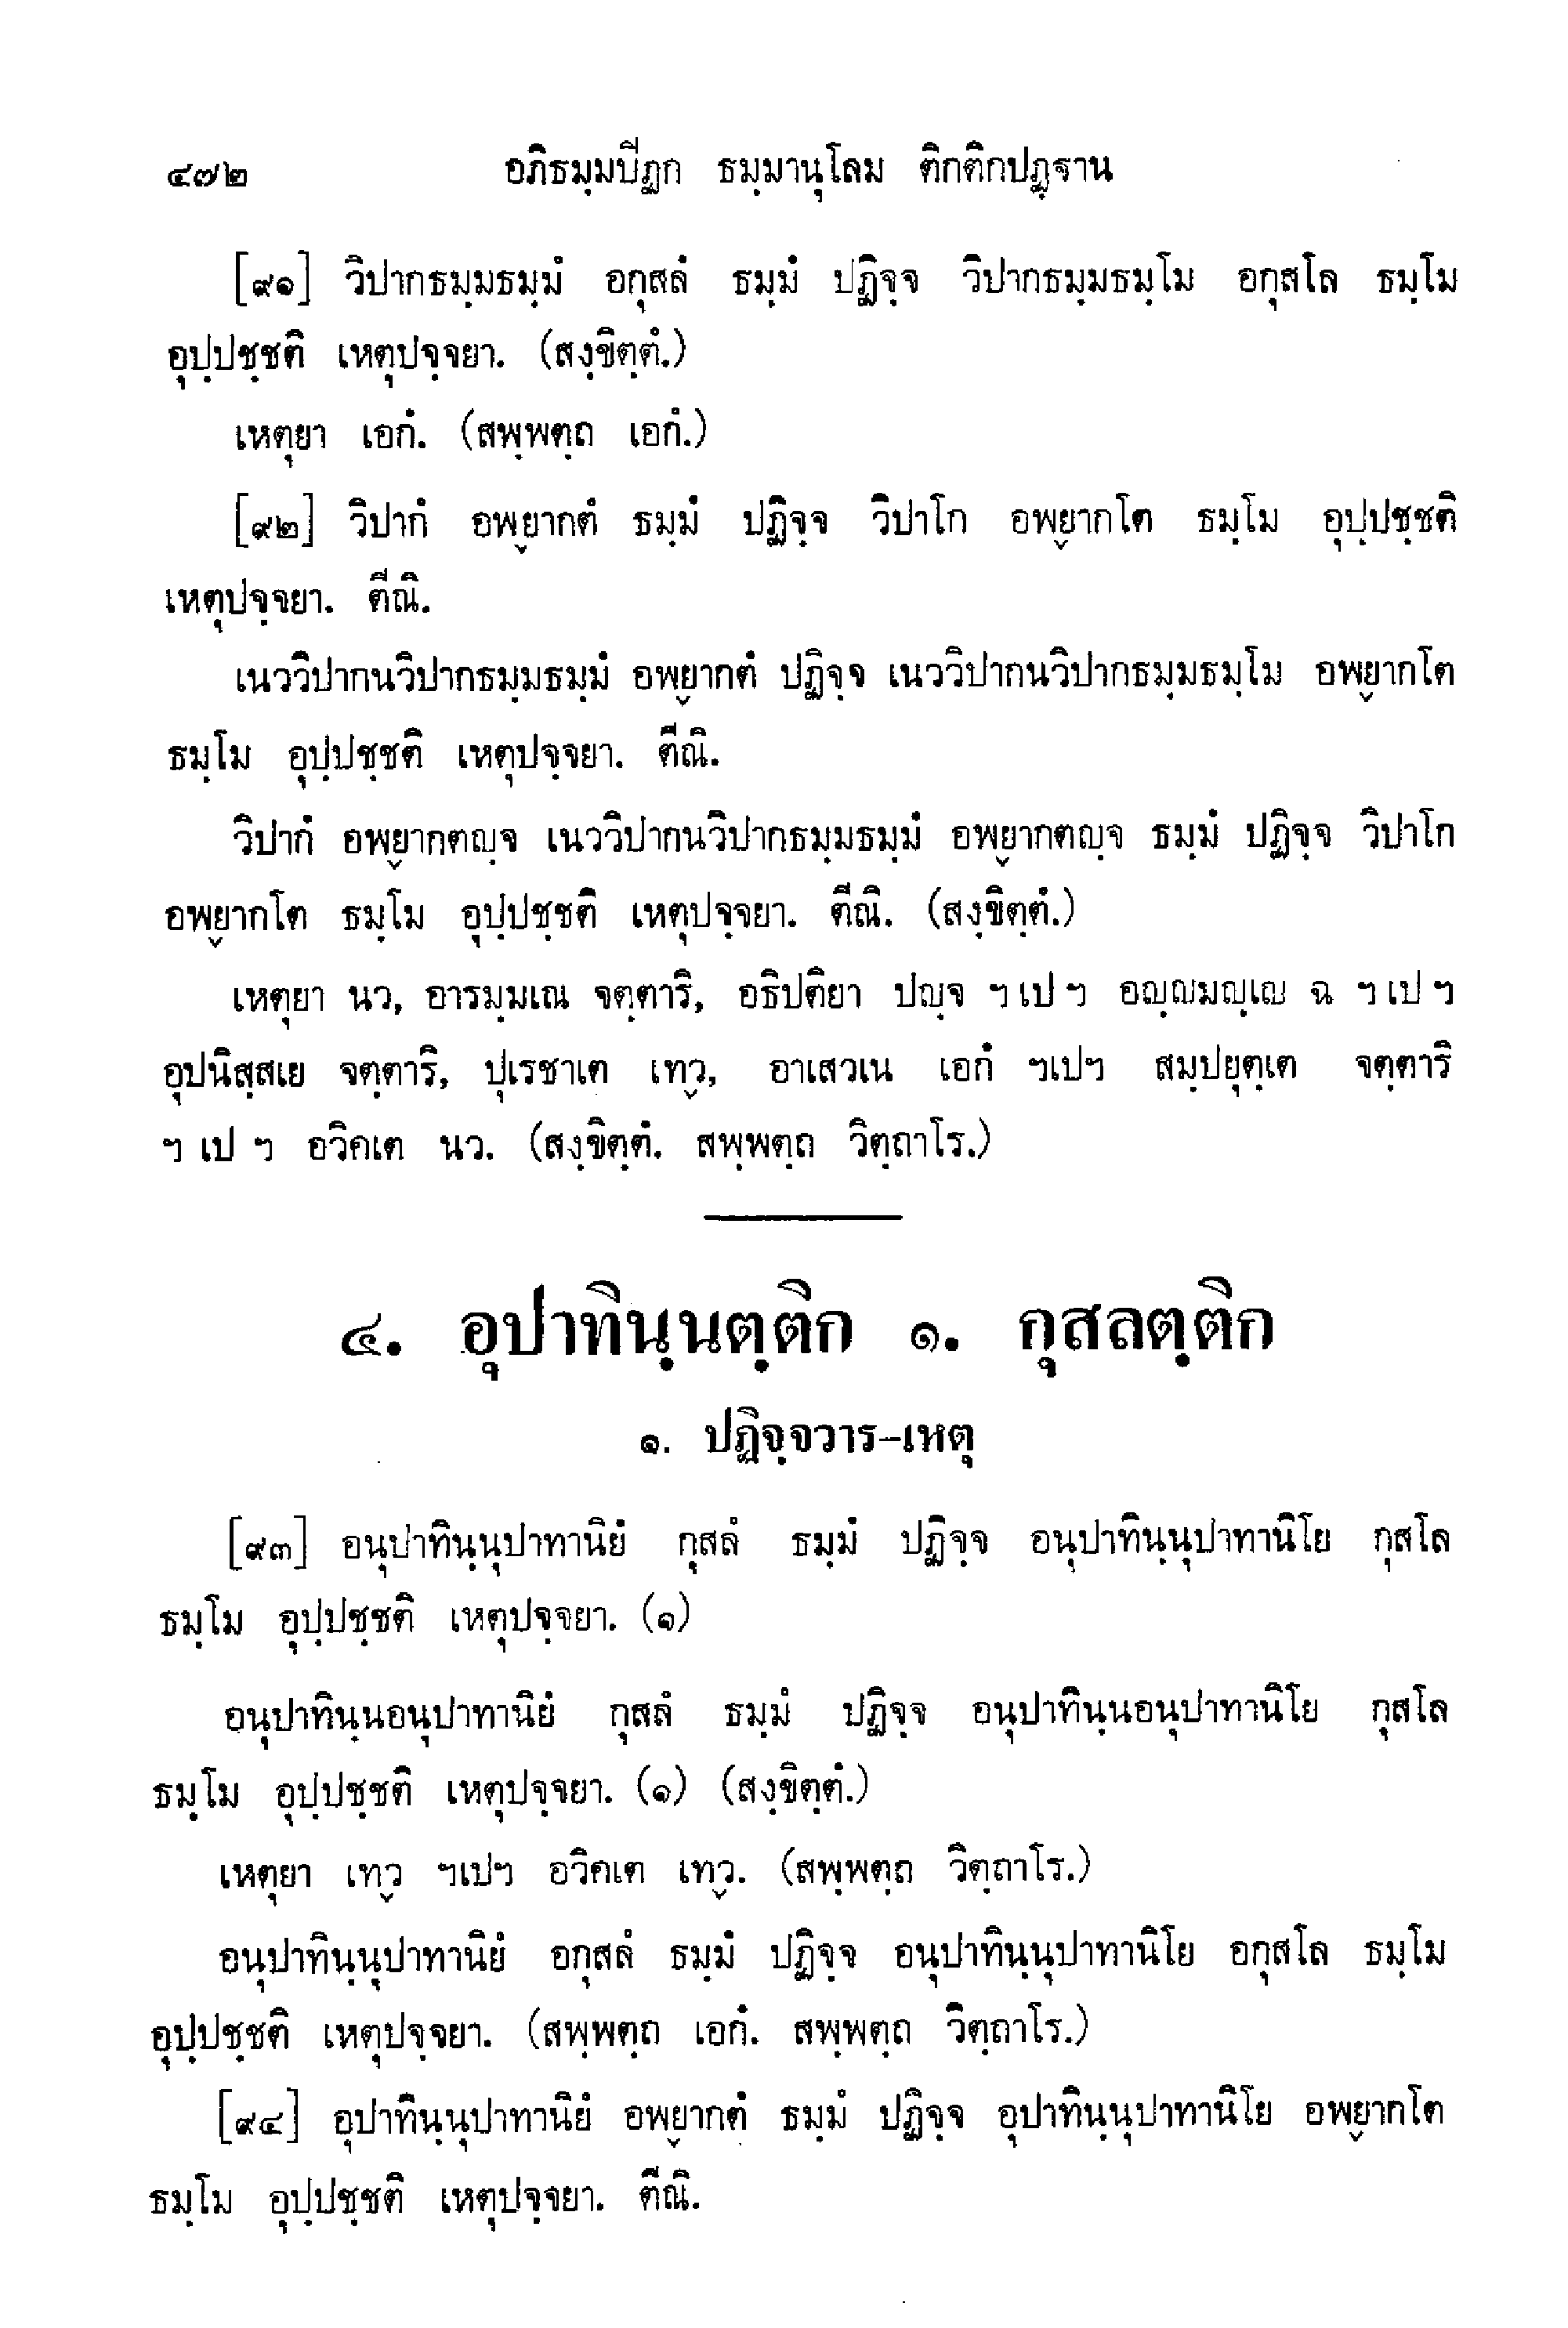 ๔๗๒ อภิธมฺมปีฏก ธมฺมานุโลม ติกติกปฏฺฐาน
[๙๑] วิปากธมฺมธมฺมํ อกุสลํ ธมฺมํ ปฏิจฺจ วิปากธมฺมธมฺโม อกุสโล ธมฺโม
อุปฺปชฺชติ เหตุปจฺจยา. (สงฺขิตฺตํ.)
เหตุยา เอกํ. (สพฺพตฺถ เอกํ.)
[๙๒] วิปากํ อพฺยากตํ ธมฺมํ ปฏิจฺจ วิปาโก อพฺยากโต ธมฺโม อุปฺปชฺชติ
เหตุปจฺจยา. ตีณิ.
เนววิปากนวิปากธมฺมธมฺมํ อพฺยากตํ ปฏิจฺจ เนววิปากนวิปากธมฺมธมฺโม อพฺยากโต
ธมฺโม อุปฺปชฺชติ เหตุปจฺจยา. ตีณิ.
วิปากํ อพฺยากตญฺจ เนววิปากนวิปากธมฺมธมฺมํ อพฺยากตญฺจ ธมฺมํ ปฏิจฺจ วิปาโก
อพฺยากโต ธมฺโม อุปฺปชฺชติ เหตุปจฺจยา. ตีณิ. (สงฺขิตฺตํ.)
เหตุยา นว, อารมฺมเณ จตฺตาริ, อธิปติยา ปญฺจ ฯ เป ฯ อญฺญมญฺเญ ฉ ฯ เป ฯ
อุปนิสฺสเย จตฺตาริ, ปุเรชาเต เทฺว, อาเสวเน เอกํ ฯเปฯ สมฺปยุตฺเต จตฺตาริ
ฯ เป ฯ อวิคเต นว. (สงฺขิตฺตํ. สพฺพตฺถ วิตฺถาโร.)
๔. อุปาทินฺนตฺติก ๑. กุสลตฺติก
๑. ปฏิจฺจวาร-เหตุ
[๙๓] อนุปาทินฺนุปาทานิยํ กุสลํ ธมฺมํ ปฏิจฺจ อนุปาทินฺนุปาทานิโย กุสโล
ธมฺโม อุปฺปชฺชติ เหตุปจฺจยา. (๑)
อนุปาทินฺนอนุปาทานิยํ กุสลํ ธมฺมํ ปฏิจฺจ อนุปาทินฺนอนุปาทานิโย กุสโล
ธมฺโม อุปฺปชฺชติ เหตุปจฺจยา. (๑) (สงฺขิตฺตํ.)
เหตุยา เทฺว ฯเปฯ อวิคเต เทฺว. (สพฺพตฺถ วิตฺถาโร.)
อนุปาทินฺนุปาทานิยํ อกุสลํ ธมฺมํ ปฏิจฺจ อนุปาทินฺนุปาทานิโย อกุสโล ธมฺโม
อุปฺปชฺชติ เหตุปจฺจยา. (สพฺพตฺถ เอกํ. สพฺพตฺถ วิตฺถาโร.)
[๙๔] อุปาทินฺนุปาทานิยํ อพฺยากตํ ธมฺมํ ปฏิจฺจ อุปาทินฺนุปาทานิโย อพฺยากโต
ธมฺโม อุปฺปชฺชติ เหตุปจฺจยา. ตีณิ.